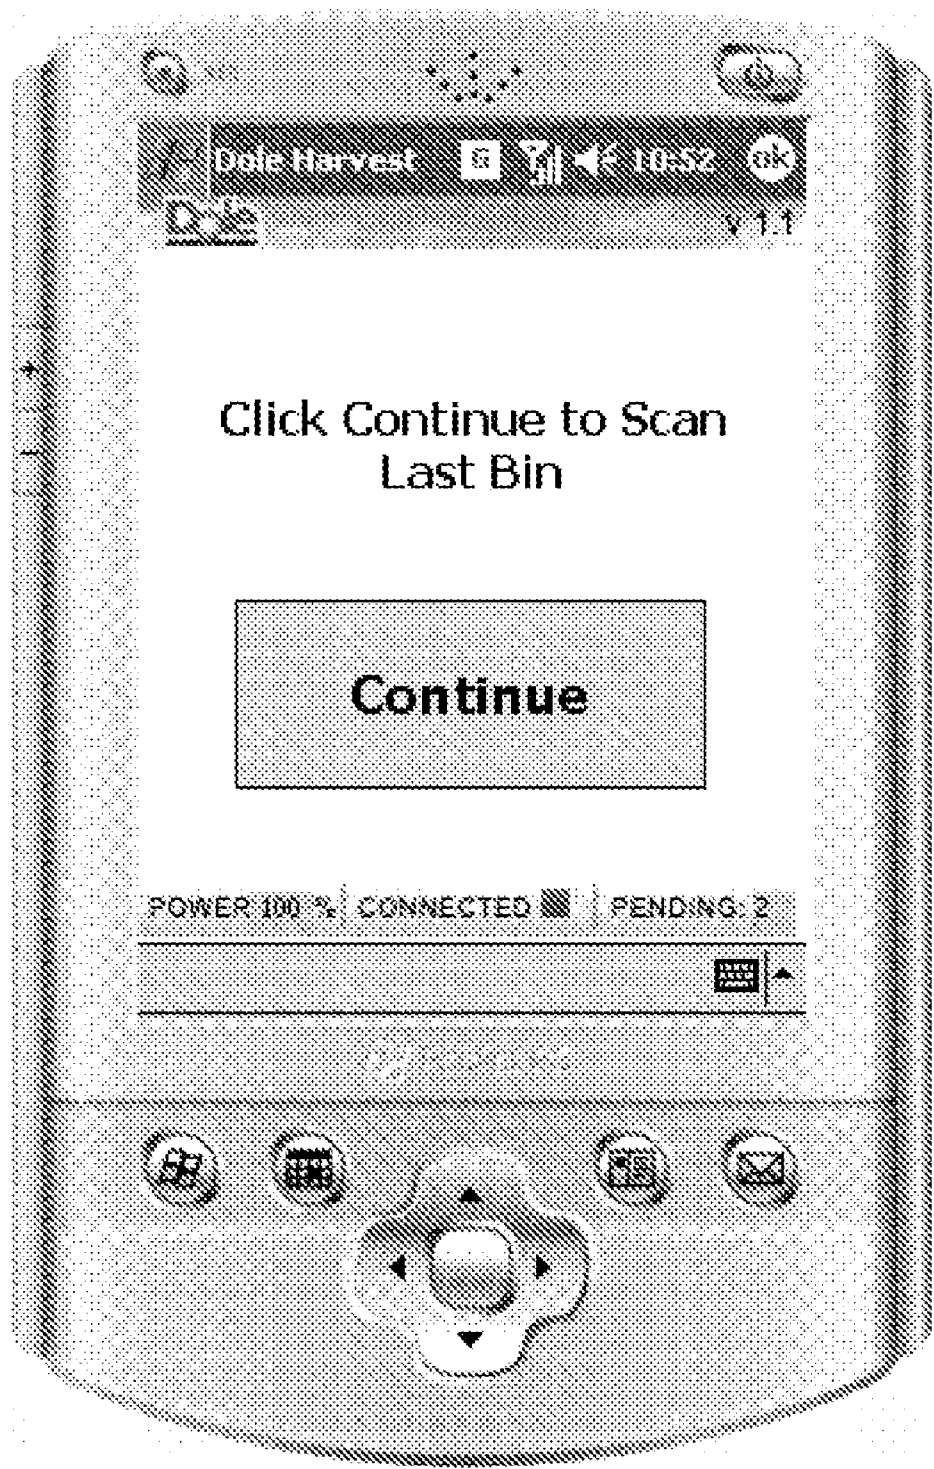 Dole Harvest G 10:52 ok
Dole V 1.1
Click Continue to Scan
Last Bin
Continue
POWER 100 % CONNECTED PENDING: 2